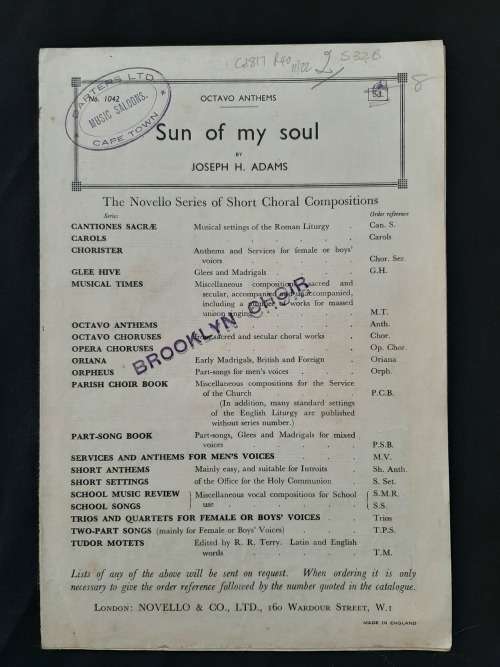 C2817 R40
2
S32B
8
DARTERS LTD
MUSIC SALOONS.
CAPE TOWN
No. 1042
OCTAVO ANTHEMS
Sun of my soul
BY
JOSEPH H. ADAMS
The Novello Series of Short Choral Compositions
Series Order reference
CANTIONES SACRÆ Musical settings of the Roman Liturgy . Can. S.
CAROLS . . . . . . . . Carols
CHORISTER Anthems and Services for female or boys'
voices . . . . . Chor. Ser.
GLEE HIVE Glees and Madrigals . . . . G.H.
MUSICAL TIMES Miscellaneous compositions, sacred and
secular, accompanied and unaccompanied,
including a number of works for massed
union singing . . . . M.T.
OCTAVO ANTHEMS . . . . . . Anth.
OCTAVO CHORUSES sacred and secular choral works . Chor.
OPERA CHORUSES . . . . . . Op. Chor.
ORIANA Early Madrigals, British and Foreign . Oriana
ORPHEUS Part-songs for men's voices . . . Orph.
PARISH CHOIR BOOK Miscellaneous compositions for the Service
of the Church . . . . P.C.B.
(In addition, many standard settings
of the English Liturgy are published
without series number.)
BROOKLYN CHOIR
PART-SONG BOOK Part-songs, Glees and Madrigals for mixed
voices . . . . . P.S.B.
SERVICES AND ANTHEMS FOR MEN'S VOICES . . M.V.
SHORT ANTHEMS Mainly easy, and suitable for Introits . Sh. Anth.
SHORT SETTINGS of the Office for the Holy Communion . S. Set.
SCHOOL MUSIC REVIEW } Miscellaneous vocal compositions for School { S.M.R.
SCHOOL SONGS } use . . . . . { S.S.
TRIOS AND QUARTETS FOR FEMALE OR BOYS' VOICES . Trios
TWO-PART SONGS (mainly for Female or Boys' Voices) . . T.P.S.
TUDOR MOTETS Edited by R. R. Terry. Latin and English
words . . . . . T.M.
Lists of any of the above will be sent on request. When ordering it is only
necessary to give the order reference followed by the number quoted in the catalogue.
LONDON: NOVELLO & CO., LTD., 160 WARDOUR STREET, W.1
MADE IN ENGLAND